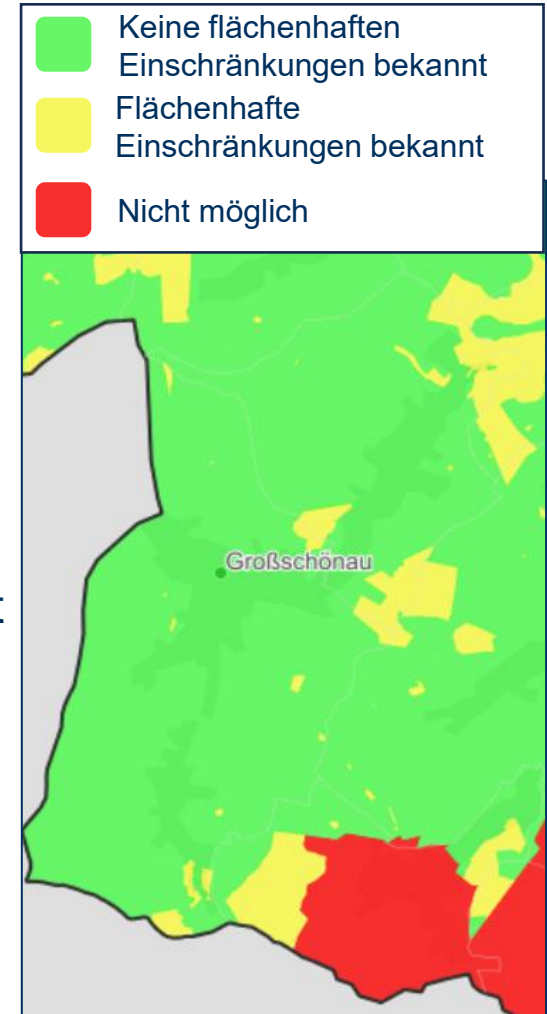 Keine flächenhaften
Einschränkungen bekannt
Flächenhafte
Einschränkungen bekannt
Nicht möglich
Großschönau